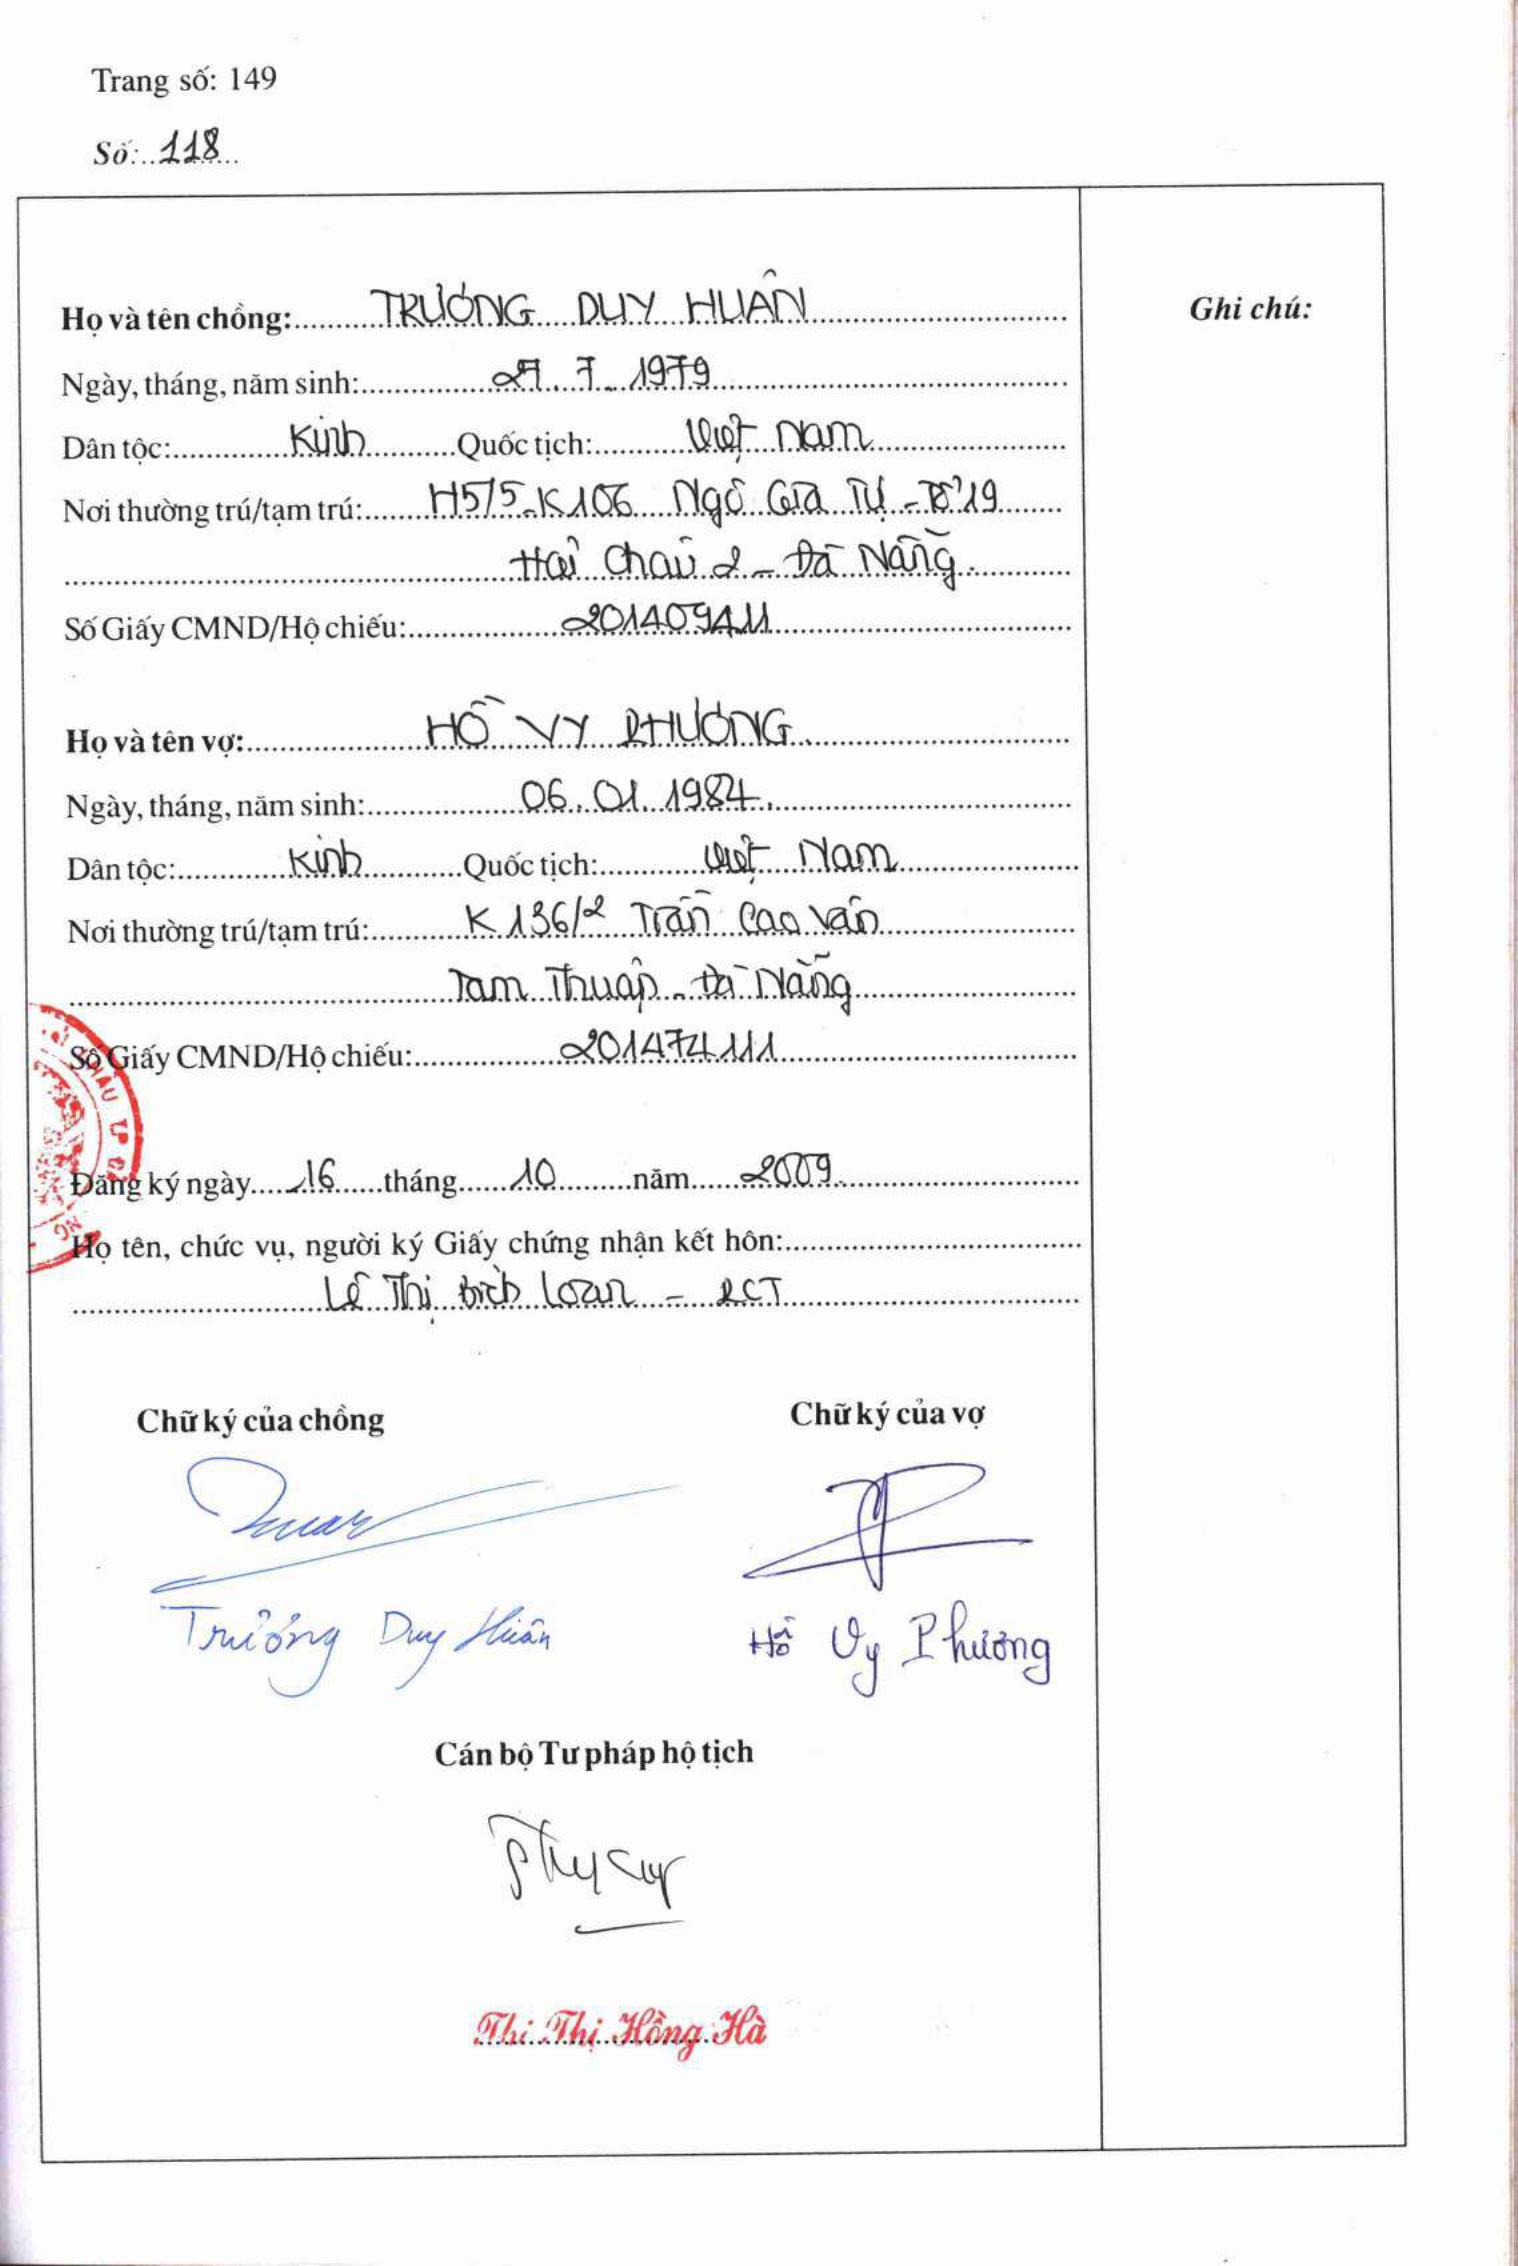 Trang số: 149
Số: 118
Ghi chú:
Họ và tên chồng: TRƯƠNG DUY HUÂN
Ngày, tháng, năm sinh: 27. 7. 1979
Dân tộc: Kinh Quốc tịch: Việt Nam
Nơi thường trú/tạm trú: H5/5-K106 Ngô Gia Tự - Tổ 19
Hải Châu 2 - Đà Nẵng
Số Giấy CMND/Hộ chiếu: 201409411
Họ và tên vợ: HỒ VY PHƯƠNG
Ngày, tháng, năm sinh: 06. 01. 1984.
Dân tộc: Kinh Quốc tịch: Việt Nam
Nơi thường trú/tạm trú: K 136/2 Trần Cao Vân
Tam Thuận - Đà Nẵng
Số Giấy CMND/Hộ chiếu: 201474111
Đăng ký ngày 16 tháng 10 năm 2009
Họ tên, chức vụ, người ký Giấy chứng nhận kết hôn:
Lê Thị Bích Loan - PCT
Chữ ký của chồng Chữ ký của vợ
Trương Duy Huân Hồ Vy Phương
Cán bộ Tư pháp hộ tịch
Thi Thị Hồng Hà